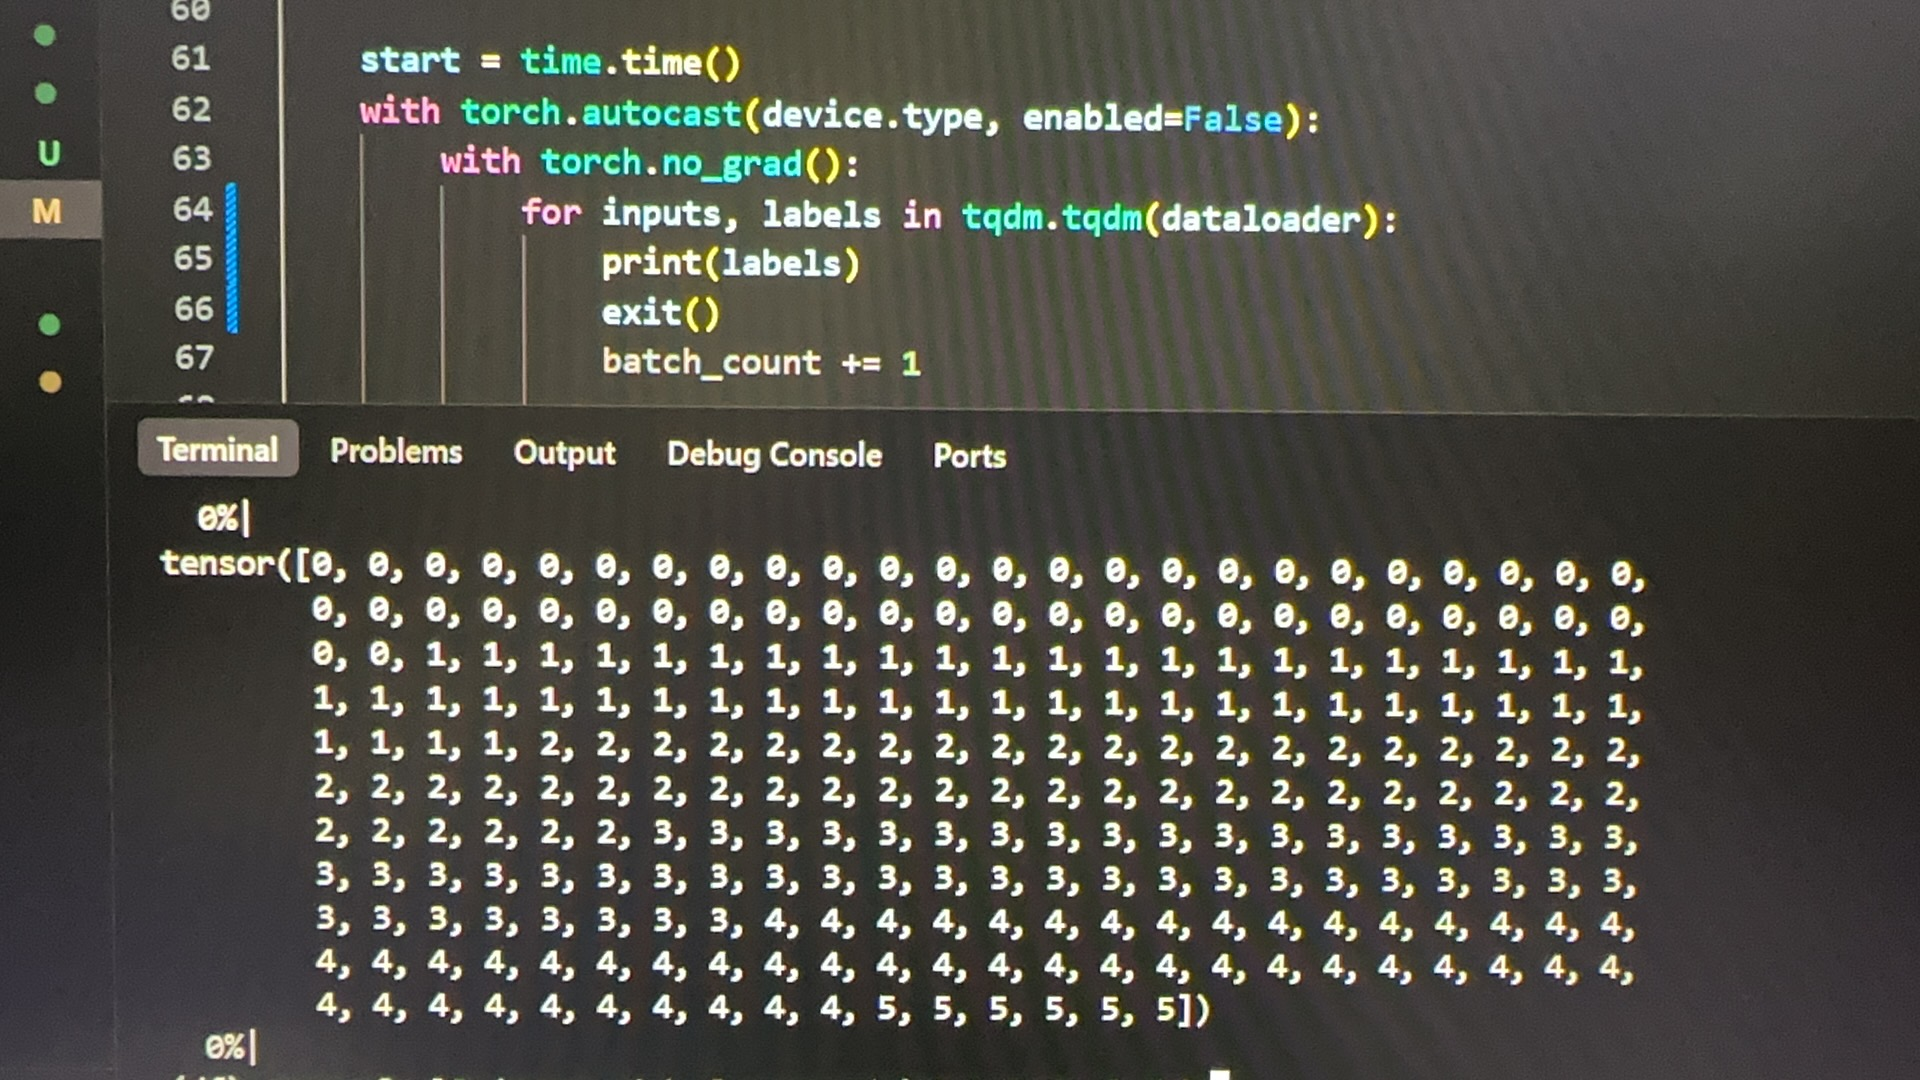 60
61 start = time.time()
62 with torch.autocast(device.type, enabled=False):
U
63 with torch.no_grad():
M
64 for inputs, labels in tqdm.tqdm(dataloader):
65 print(labels)
66 exit()
67 batch_count += 1
Terminal Problems Output Debug Console Ports
0%|
tensor([0, 0, 0, 0, 0, 0, 0, 0, 0, 0, 0, 0, 0, 0, 0, 0, 0, 0, 0, 0, 0, 0, 0, 0,
0, 0, 0, 0, 0, 0, 0, 0, 0, 0, 0, 0, 0, 0, 0, 0, 0, 0, 0, 0, 0, 0, 0, 0,
0, 0, 1, 1, 1, 1, 1, 1, 1, 1, 1, 1, 1, 1, 1, 1, 1, 1, 1, 1, 1, 1, 1, 1,
1, 1, 1, 1, 1, 1, 1, 1, 1, 1, 1, 1, 1, 1, 1, 1, 1, 1, 1, 1, 1, 1, 1, 1,
1, 1, 1, 1, 2, 2, 2, 2, 2, 2, 2, 2, 2, 2, 2, 2, 2, 2, 2, 2, 2, 2, 2, 2,
2, 2, 2, 2, 2, 2, 2, 2, 2, 2, 2, 2, 2, 2, 2, 2, 2, 2, 2, 2, 2, 2, 2, 2,
2, 2, 2, 2, 2, 2, 3, 3, 3, 3, 3, 3, 3, 3, 3, 3, 3, 3, 3, 3, 3, 3, 3, 3,
3, 3, 3, 3, 3, 3, 3, 3, 3, 3, 3, 3, 3, 3, 3, 3, 3, 3, 3, 3, 3, 3, 3, 3,
3, 3, 3, 3, 3, 3, 3, 3, 4, 4, 4, 4, 4, 4, 4, 4, 4, 4, 4, 4, 4, 4, 4, 4,
4, 4, 4, 4, 4, 4, 4, 4, 4, 4, 4, 4, 4, 4, 4, 4, 4, 4, 4, 4, 4, 4, 4, 4,
4, 4, 4, 4, 4, 4, 4, 4, 4, 4, 5, 5, 5, 5, 5, 5])
0%|